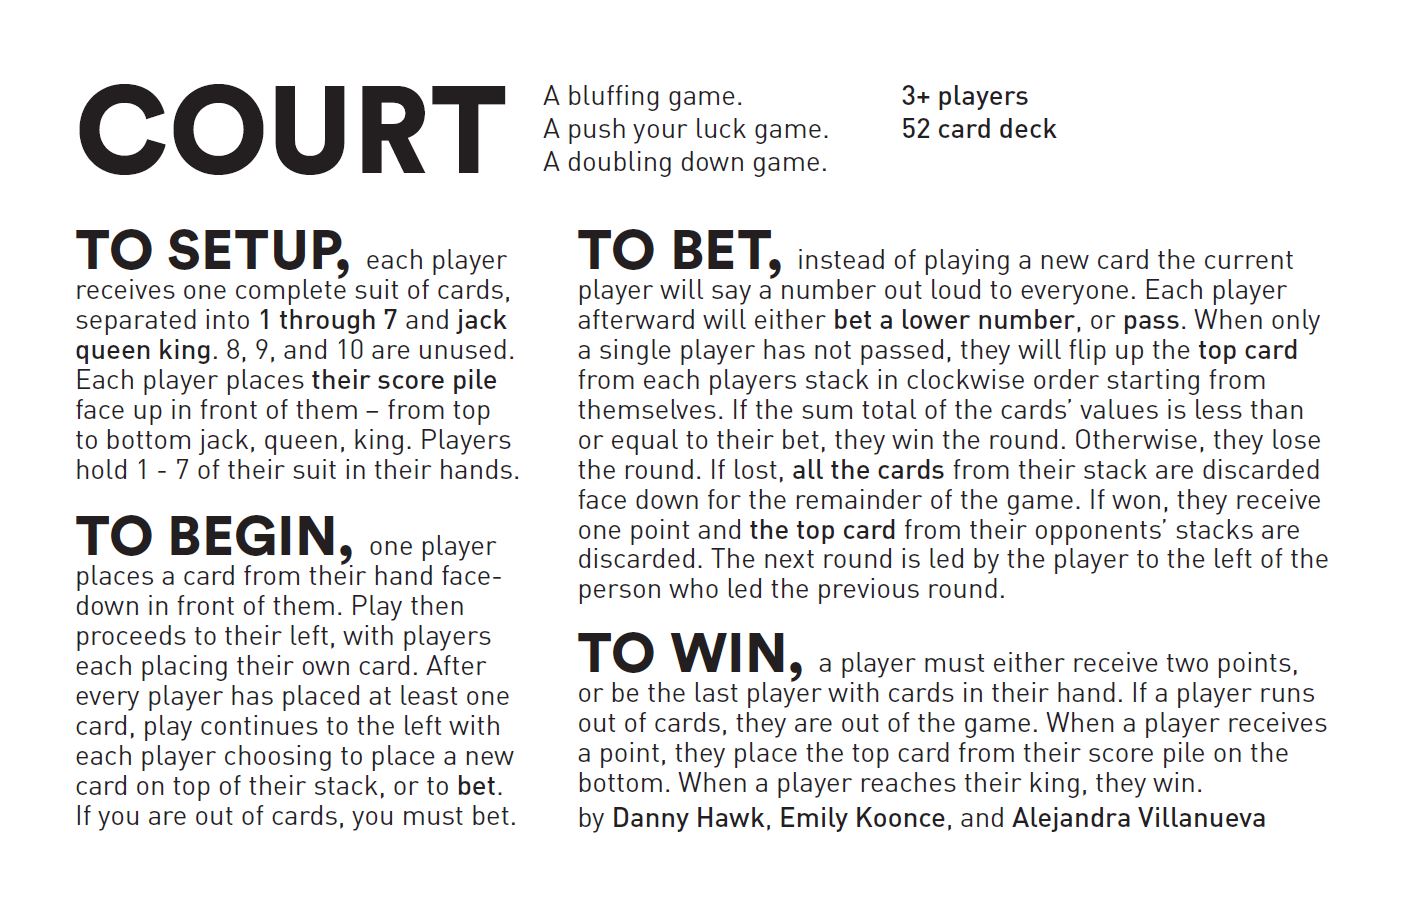 COURT
A bluffing game.
A push your luck game.
A doubling down game.
3+ players
52 card deck
TO SETUP, each player
receives one complete suit of cards,
separated into 1 through 7 and jack
queen king. 8, 9, and 10 are unused.
Each player places their score pile
face up in front of them – from top
to bottom jack, queen, king. Players
hold 1 - 7 of their suit in their hands.
TO BEGIN, one player
places a card from their hand face-
down in front of them. Play then
proceeds to their left, with players
each placing their own card. After
every player has placed at least one
card, play continues to the left with
each player choosing to place a new
card on top of their stack, or to bet.
If you are out of cards, you must bet.
TO BET, instead of playing a new card the current
player will say a number out loud to everyone. Each player
afterward will either bet a lower number, or pass. When only
a single player has not passed, they will flip up the top card
from each players stack in clockwise order starting from
themselves. If the sum total of the cards’ values is less than
or equal to their bet, they win the round. Otherwise, they lose
the round. If lost, all the cards from their stack are discarded
face down for the remainder of the game. If won, they receive
one point and the top card from their opponents’ stacks are
discarded. The next round is led by the player to the left of the
person who led the previous round.
TO WIN, a player must either receive two points,
or be the last player with cards in their hand. If a player runs
out of cards, they are out of the game. When a player receives
a point, they place the top card from their score pile on the
bottom. When a player reaches their king, they win.
by Danny Hawk, Emily Koonce, and Alejandra Villanueva